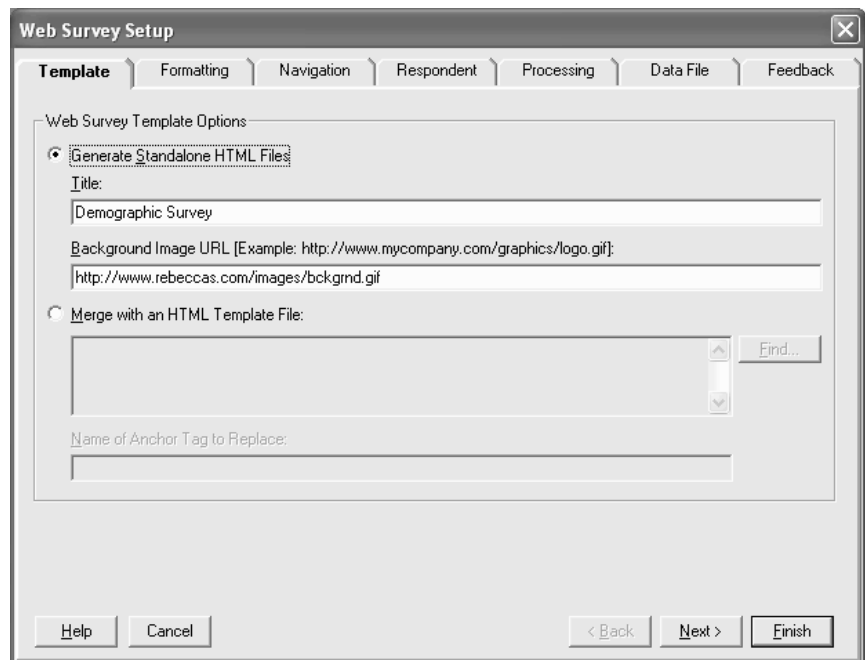 Web Survey Setup
Template Formatting Navigation Respondent Processing Data File Feedback
Web Survey Template Options
Generate Standalone HTML Files
Title:
Demographic Survey
Background Image URL [Example: http://www.mycompany.com/graphics/logo.gif]:
http://www.rebeccas.com/images/bckgrnd.gif
Merge with an HTML Template File:
Find...
Name of Anchor Tag to Replace:
Help Cancel < Back Next > Finish